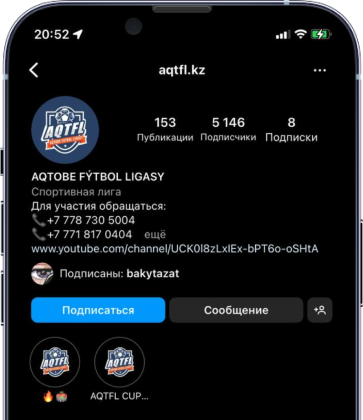 20:52
aqtfl.kz
153 5 146 8
Публикации Подписчики Подписки
AQTFL
AQTOBE FÝTBOL LIGASY
Спортивная лига
Для участия обращаться:
+7 778 730 5004
+7 771 817 0404 ещё
www.youtube.com/channel/UCK0l8zLxIEx-bPT6o-oSHtA
Подписаны: bakytazat
Подписаться Сообщение
AQTFL AQTFL
AQTFL CUP...